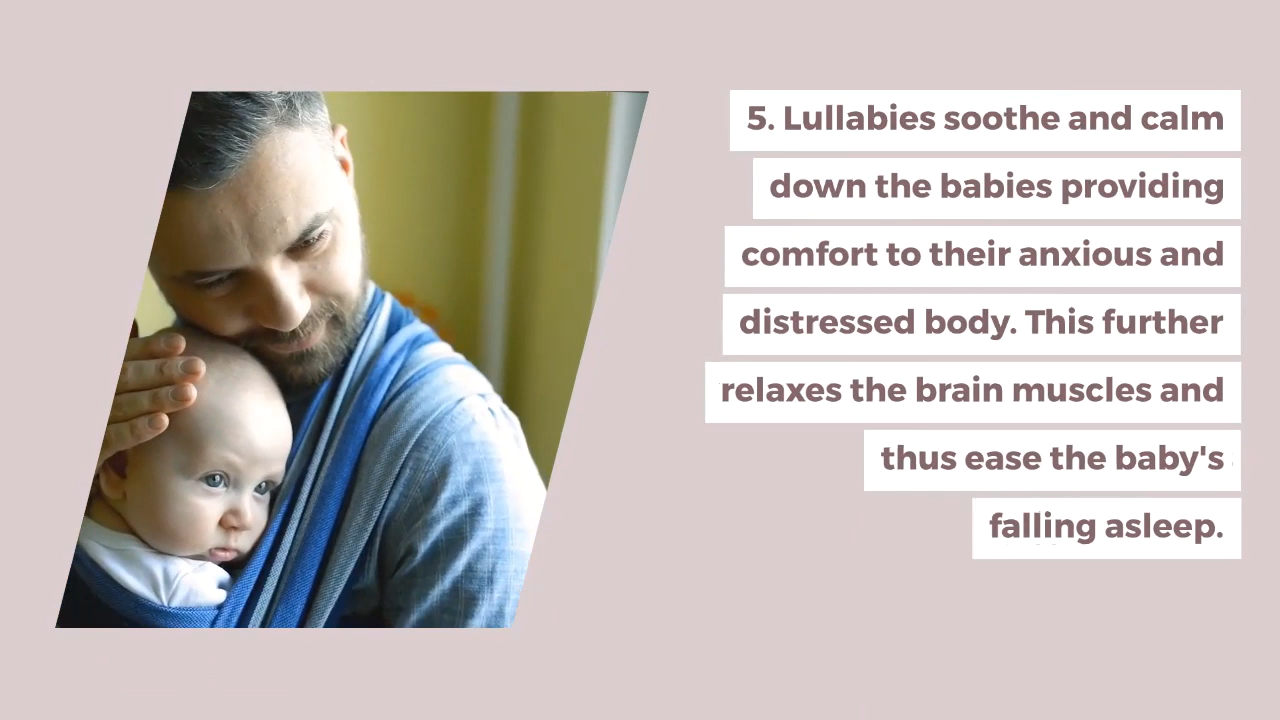 5. Lullabies soothe and calm
down the babies providing
comfort to their anxious and
distressed body. This further
relaxes the brain muscles and
thus ease the baby's
falling asleep.